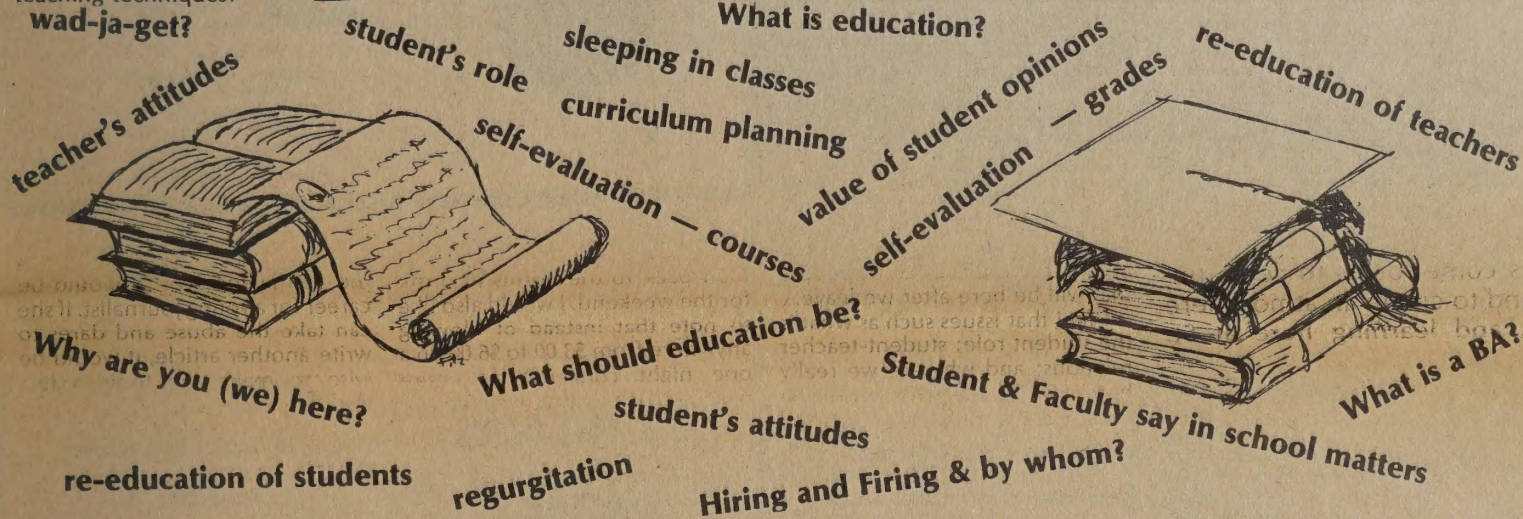 teaching techniques.
wad-ja-get?
What is education?
student's role
sleeping in classes
re-education of teachers
teacher's attitudes
curriculum planning
value of student opinions
self-evaluation — grades
self-evaluation — courses
Why are you (we) here?
What should education be?
Student & Faculty say in school matters
What is a BA?
student's attitudes
re-education of students
regurgitation
Hiring and Firing & by whom?